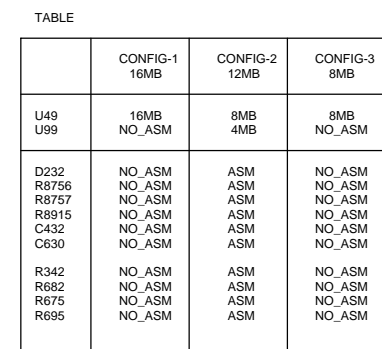 TABLE
CONFIG-1 CONFIG-2 CONFIG-3
16MB 12MB 8MB
U49 16MB 8MB 8MB
U99 NO_ASM 4MB NO_ASM
D232 NO_ASM ASM NO_ASM
R8756 NO_ASM ASM NO_ASM
R8757 NO_ASM ASM NO_ASM
R8915 NO_ASM ASM NO_ASM
C432 NO_ASM ASM NO_ASM
C630 NO_ASM ASM NO_ASM
R342 NO_ASM ASM NO_ASM
R682 NO_ASM ASM NO_ASM
R675 NO_ASM ASM NO_ASM
R695 NO_ASM ASM NO_ASM